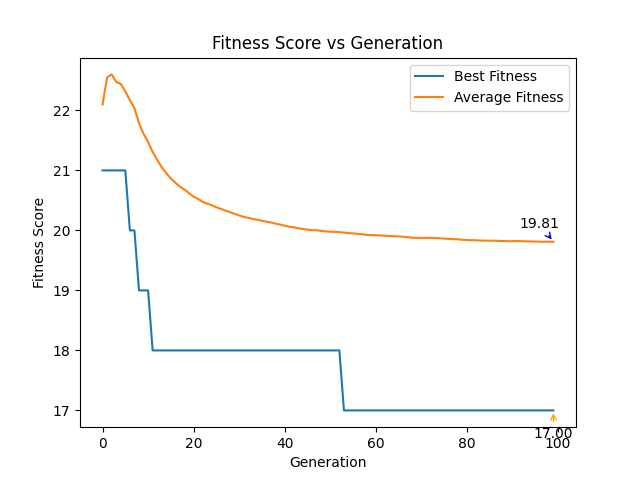 Fitness Score vs Generation
Best Fitness
Average Fitness
22
21
20
19
18
17
Fitness Score
19.81
17.00
0 20 40 60 80 100
Generation